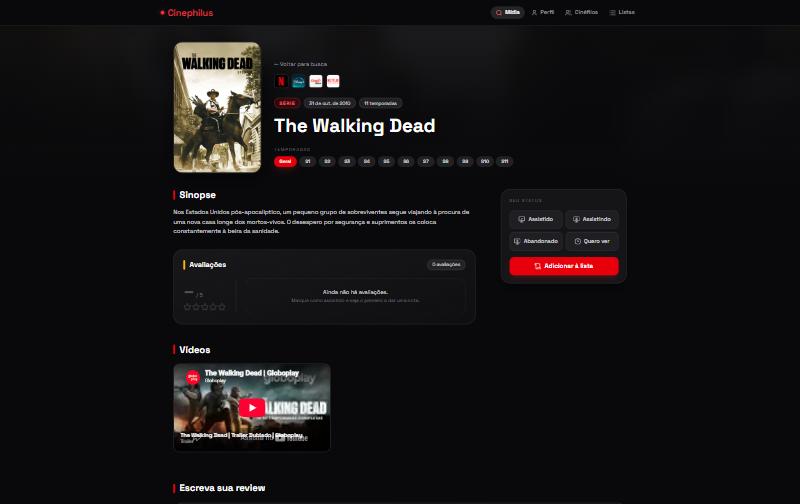 Cinephilus
Mídia
Perfil
Cinéfilos
Listas
THE WALKING DEAD
← Voltar para busca
SÉRIE
31 de out. de 2010
11 temporadas
The Walking Dead
TEMPORADAS
Geral
S1
S2
S3
S4
S5
S6
S7
S8
S9
S10
S11
Sinopse
Nos Estados Unidos pós-apocalíptico, um pequeno grupo de sobreviventes segue viajando à procura de
uma nova casa longe dos mortos-vivos. O desespero por segurança e suprimentos os coloca
constantemente à beira da sanidade.
SEU STATUS
Assistido
Assistindo
Abandonado
Quero ver
Adicionar à lista
Avaliações
0 avaliações
— / 5
Ainda não há avaliações.
Marque como assistido e seja o primeiro a dar uma nota.
Vídeos
The Walking Dead | Globoplay
Globoplay
globoplay
ALKING DEAD
The Walking Dead | Trailer Dublado | Globoplay
Trailer
Escreva sua review